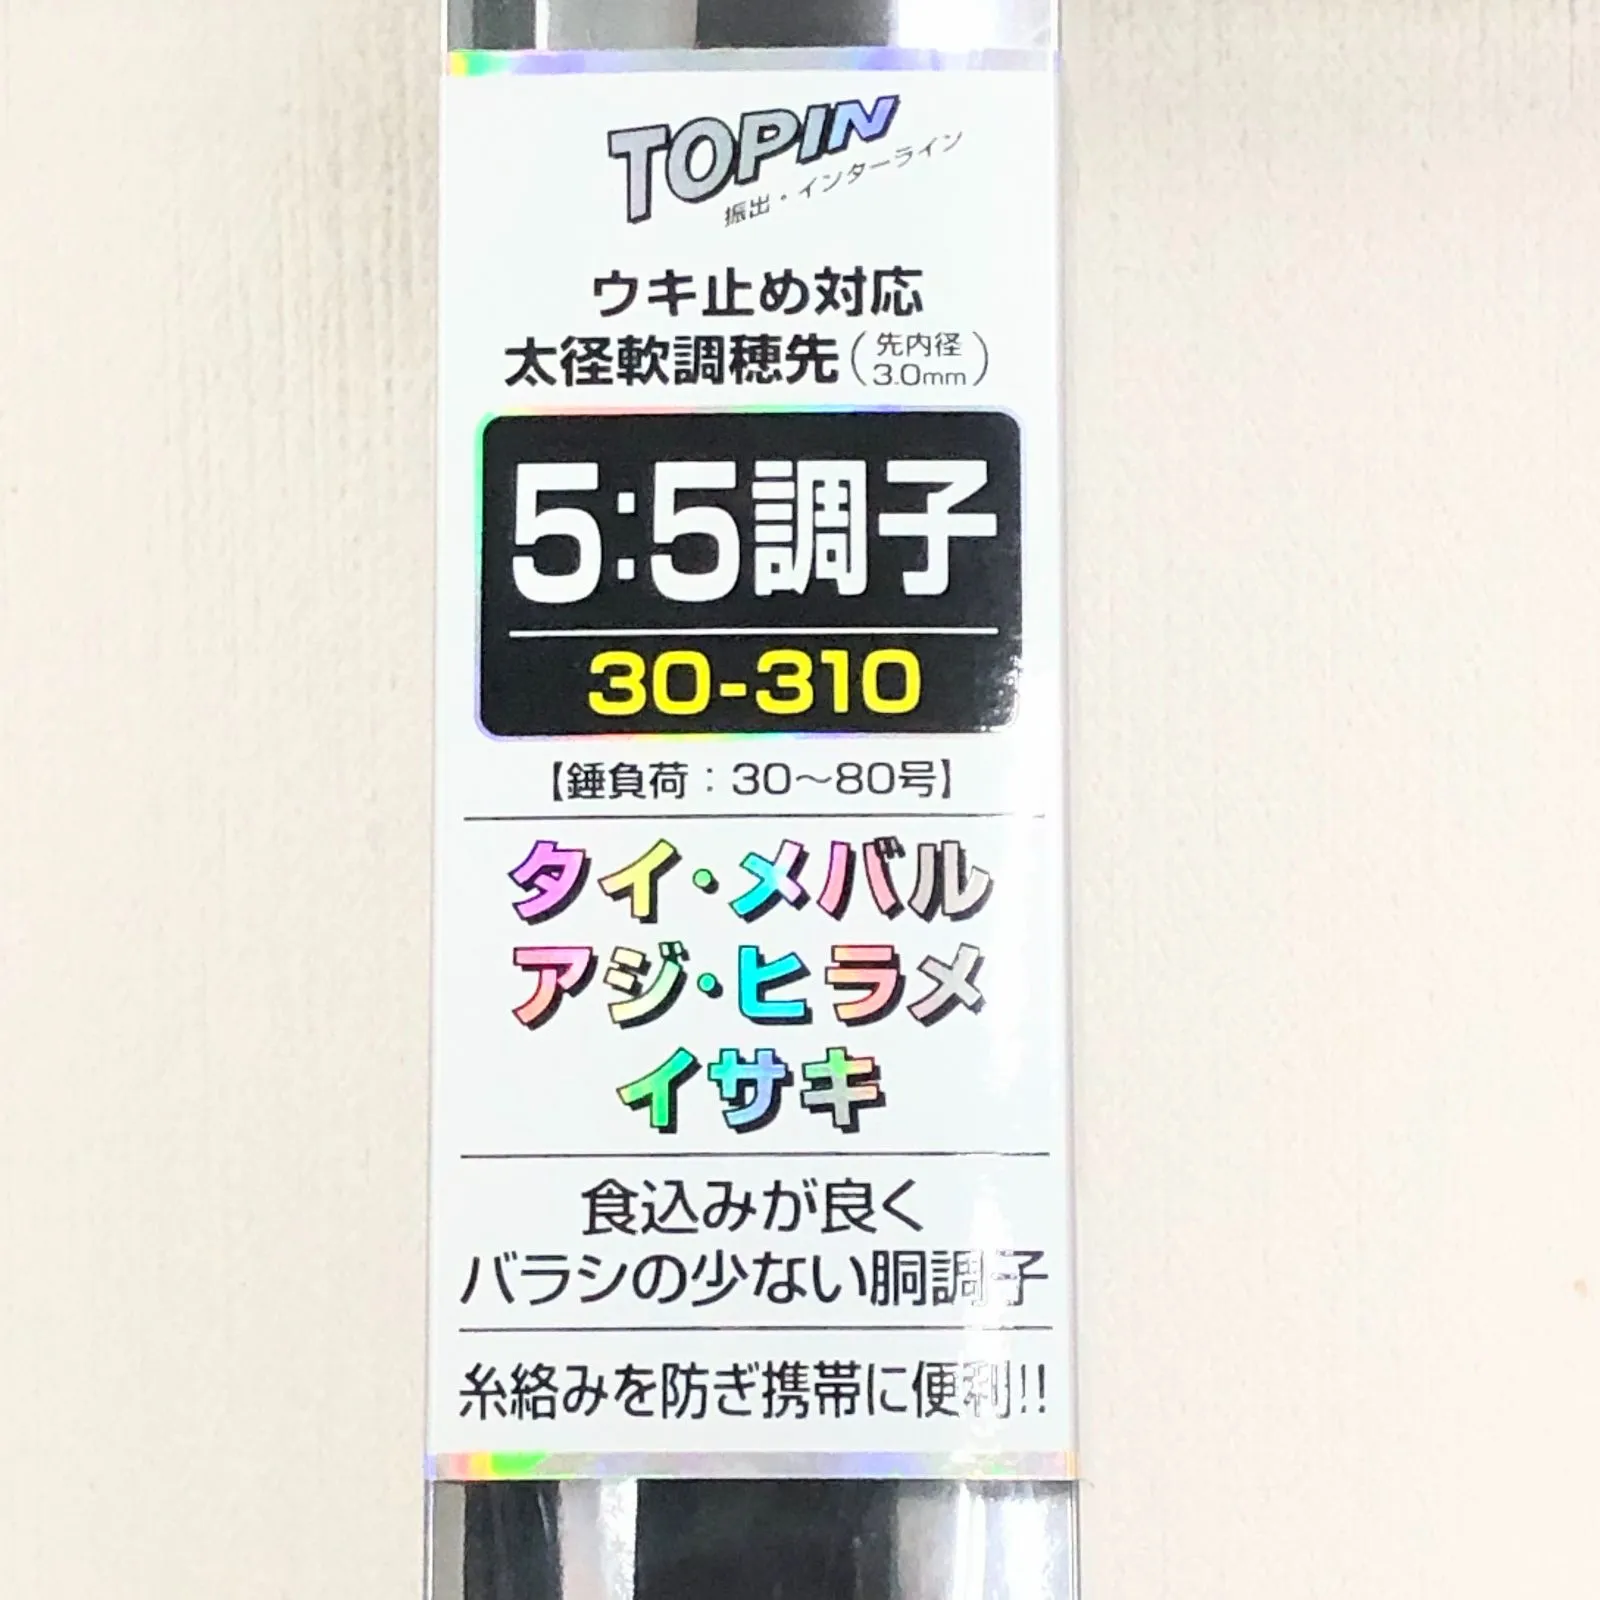 TOPIN
振出・インターライン
ウキ止め対応
太径軟調穂先(先内径3.0mm)
5:5調子
30-310
【錘負荷:30〜80号】
タイ・メバル
アジ・ヒラメ
イサキ
食込みが良く
バラシの少ない胴調子
糸絡みを防ぎ携帯に便利!!